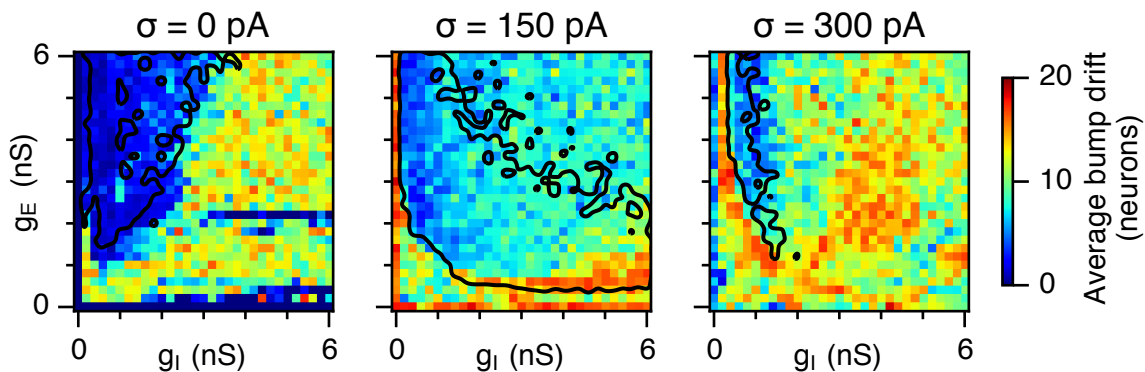 σ = 0 pA
σ = 150 pA
σ = 300 pA
6
0
gE (nS)
0
6
gI (nS)
0
6
gI (nS)
0
6
gI (nS)
20
10
0
Average bump drift
(neurons)